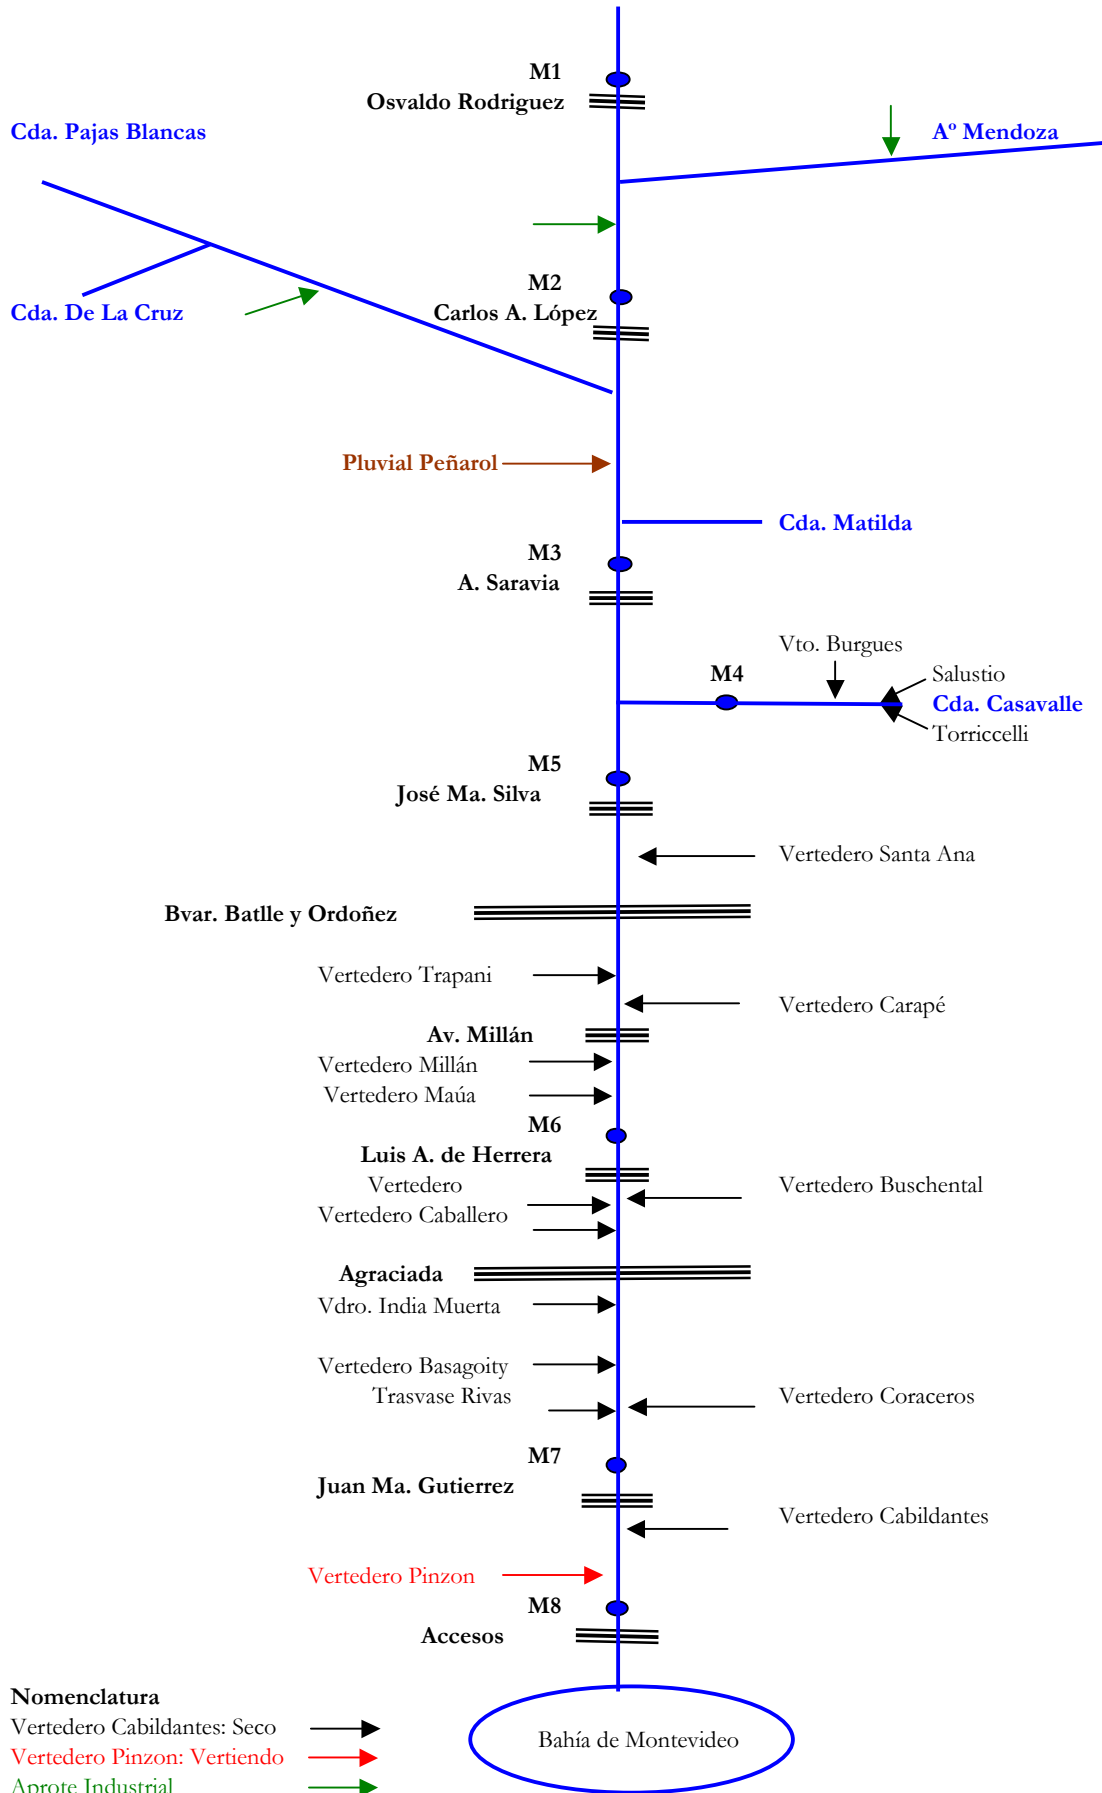 M1
Osvaldo Rodriguez
Cda. Pajas Blancas
Aº Mendoza
M2
Cda. De La Cruz
Carlos A. López
Pluvial Peñarol
Cda. Matilda
M3
A. Saravia
Vto. Burgues
M4
Salustio
Cda. Casavalle
Torriccelli
M5
José Ma. Silva
Vertedero Santa Ana
Bvar. Batlle y Ordoñez
Vertedero Trapani
Vertedero Carapé
Av. Millán
Vertedero Millán
Vertedero Maúa
M6
Luis A. de Herrera
Vertedero
Vertedero Buschental
Vertedero Caballero
Agraciada
Vdro. India Muerta
Vertedero Basagoity
Trasvase Rivas
Vertedero Coraceros
M7
Juan Ma. Gutierrez
Vertedero Cabildantes
Vertedero Pinzon
M8
Accesos
Nomenclatura
Vertedero Cabildantes: Seco
Vertedero Pinzon: Vertiendo
Aprote Industrial
Bahía de Montevideo